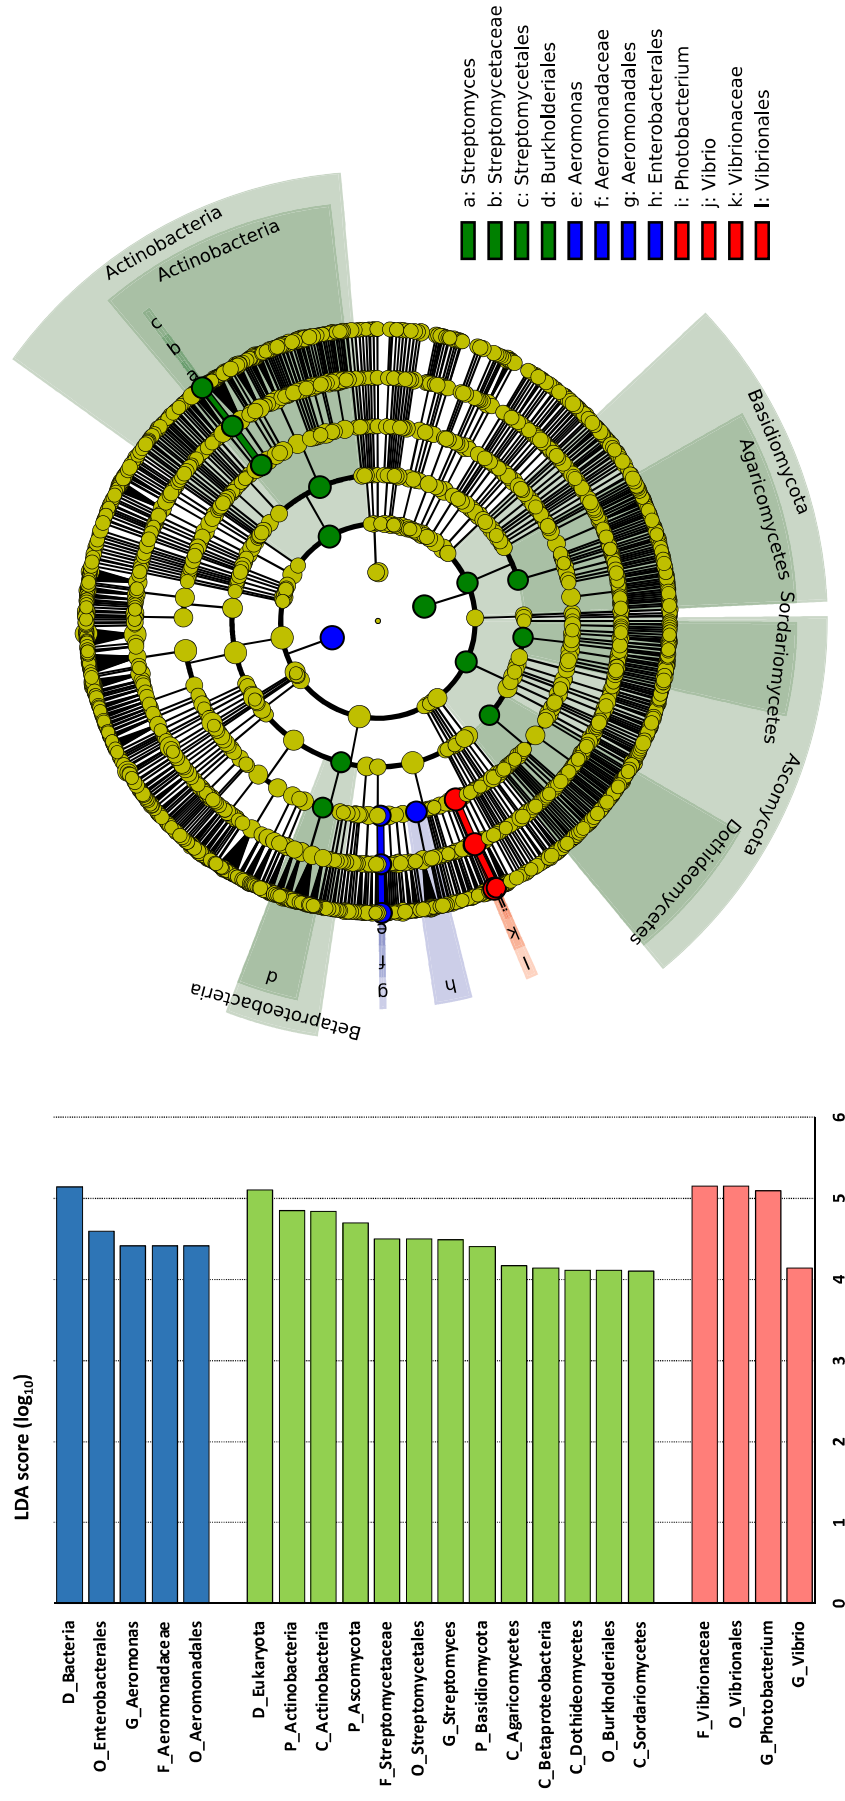 a: Streptomyces
b: Streptomycetaceae
c: Streptomycetales
d: Burkholderiales
e: Aeromonas
f: Aeromonadaceae
g: Aeromonadales
h: Enterobacterales
i: Photobacterium
j: Vibrio
k: Vibrionaceae
l: Vibrionales
Actinobacteria
Actinobacteria
c
b
a
Basidiomycota
Agaricomycetes
Sordariomycetes
Ascomycota
Dothideomycetes
Betaproteobacteria
d
e
f
g
h
k
l
LDA score (log10)
0
1
2
3
4
5
6
D_Bacteria
O_Enterobacterales
G_Aeromonas
F_Aeromonadaceae
O_Aeromonadales
D_Eukaryota
P_Actinobacteria
C_Actinobacteria
P_Ascomycota
F_Streptomycetaceae
O_Streptomycetales
G_Streptomyces
P_Basidiomycota
C_Agaricomycetes
C_Betaproteobacteria
C_Dothideomycetes
O_Burkholderiales
C_Sordariomycetes
F_Vibrionaceae
O_Vibrionales
G_Photobacterium
G_Vibrio